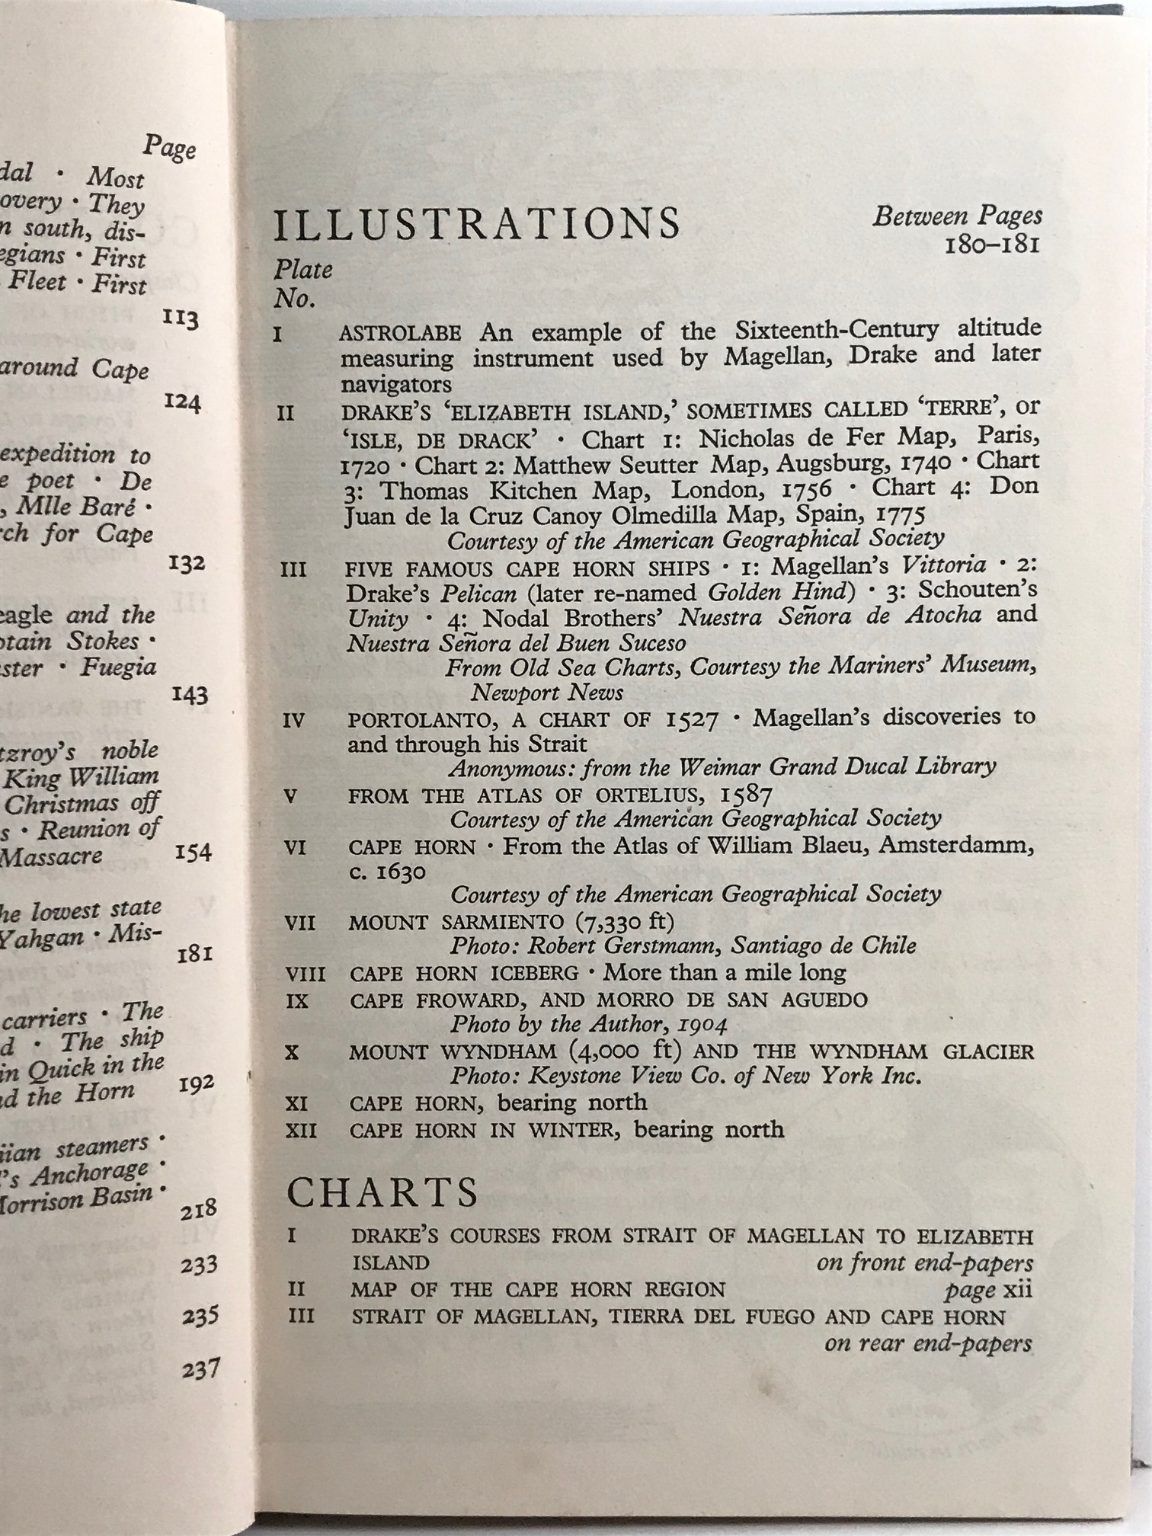 Page
dal · Most
overy · They
n south, dis-
egians · First
Fleet · First
113
around Cape
124
expedition to
e poet · De
, Mlle Baré ·
rch for Cape
132
eagle and the
ptain Stokes ·
ster · Fuegia
143
tzroy's noble
King William
Christmas off
s · Reunion of
Massacre 154
he lowest state
Yahgan · Mis-
181
carriers · The
d · The ship
in Quick in the
nd the Horn 192
iian steamers ·
's Anchorage ·
Morrison Basin ·
218
233
235
237
ILLUSTRATIONS Between Pages
180–181
Plate
No.
I ASTROLABE An example of the Sixteenth-Century altitude
measuring instrument used by Magellan, Drake and later
navigators
II DRAKE'S 'ELIZABETH ISLAND,' SOMETIMES CALLED 'TERRE', or
'ISLE, DE DRACK' · Chart 1: Nicholas de Fer Map, Paris,
1720 · Chart 2: Matthew Seutter Map, Augsburg, 1740 · Chart
3: Thomas Kitchen Map, London, 1756 · Chart 4: Don
Juan de la Cruz Canoy Olmedilla Map, Spain, 1775
Courtesy of the American Geographical Society
III FIVE FAMOUS CAPE HORN SHIPS · 1: Magellan's Vittoria · 2:
Drake's Pelican (later re-named Golden Hind) · 3: Schouten's
Unity · 4: Nodal Brothers' Nuestra Señora de Atocha and
Nuestra Señora del Buen Suceso
From Old Sea Charts, Courtesy the Mariners' Museum,
Newport News
IV PORTOLANTO, A CHART OF 1527 · Magellan's discoveries to
and through his Strait
Anonymous: from the Weimar Grand Ducal Library
V FROM THE ATLAS OF ORTELIUS, 1587
Courtesy of the American Geographical Society
VI CAPE HORN · From the Atlas of William Blaeu, Amsterdamm,
c. 1630
Courtesy of the American Geographical Society
VII MOUNT SARMIENTO (7,330 ft)
Photo: Robert Gerstmann, Santiago de Chile
VIII CAPE HORN ICEBERG · More than a mile long
IX CAPE FROWARD, AND MORRO DE SAN AGUEDO
Photo by the Author, 1904
X MOUNT WYNDHAM (4,000 ft) AND THE WYNDHAM GLACIER
Photo: Keystone View Co. of New York Inc.
XI CAPE HORN, bearing north
XII CAPE HORN IN WINTER, bearing north
CHARTS
I DRAKE'S COURSES FROM STRAIT OF MAGELLAN TO ELIZABETH
ISLAND on front end-papers
II MAP OF THE CAPE HORN REGION page xii
III STRAIT OF MAGELLAN, TIERRA DEL FUEGO AND CAPE HORN
on rear end-papers